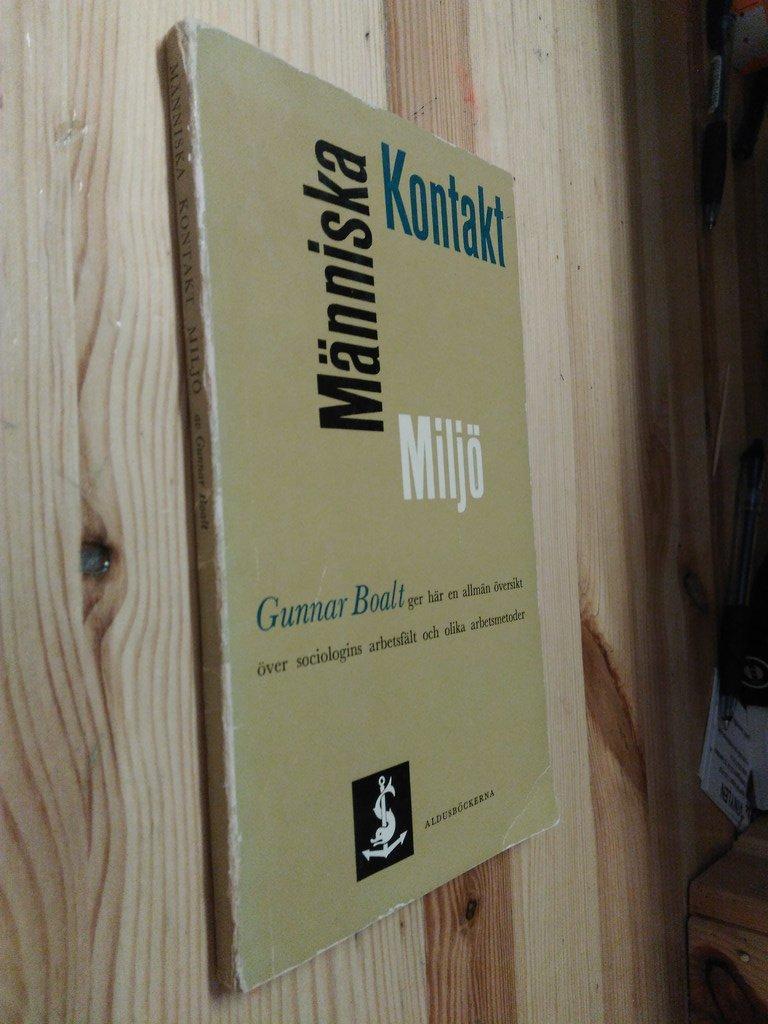 MÄNNISKA KONTAKT MILJÖ av Gunnar Boalt
Människa
Kontakt
Miljö
Gunnar Boalt ger här en allmän översikt
över sociologins arbetsfält och olika arbetsmetoder
ALDUSBÖCKERNA